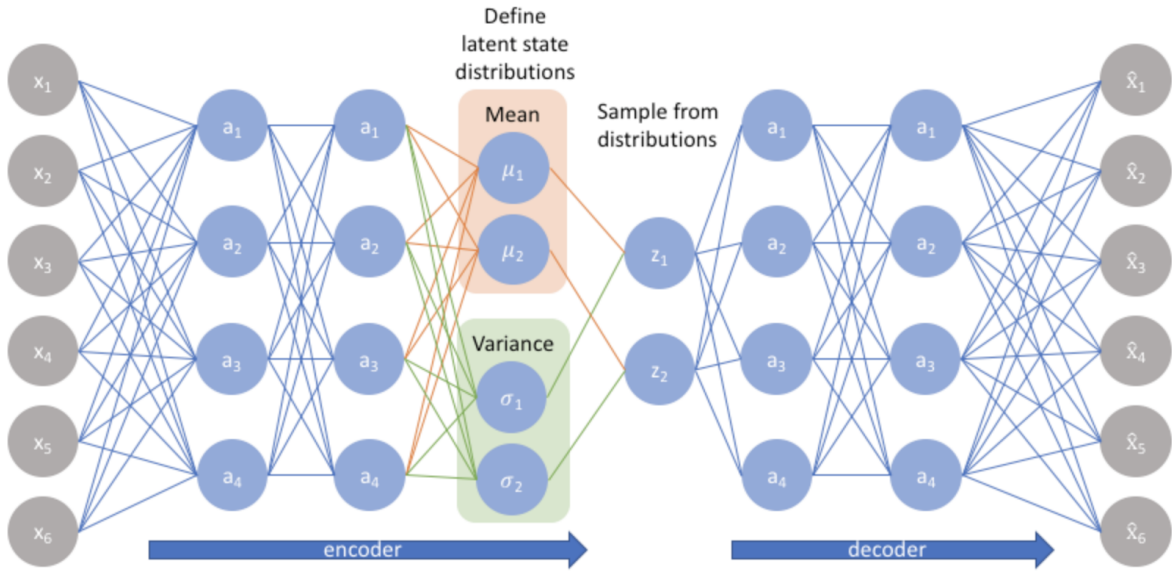 Define
latent state
distributions
Mean
Sample from
distributions
Variance
x₁
x₂
x₃
x₄
x₅
x₆
a₁
a₂
a₃
a₄
a₁
a₂
a₃
a₄
μ₁
μ₂
σ₁
σ₂
z₁
z₂
a₁
a₂
a₃
a₄
a₁
a₂
a₃
a₄
x̂₁
x̂₂
x̂₃
x̂₄
x̂₅
x̂₆
encoder
decoder